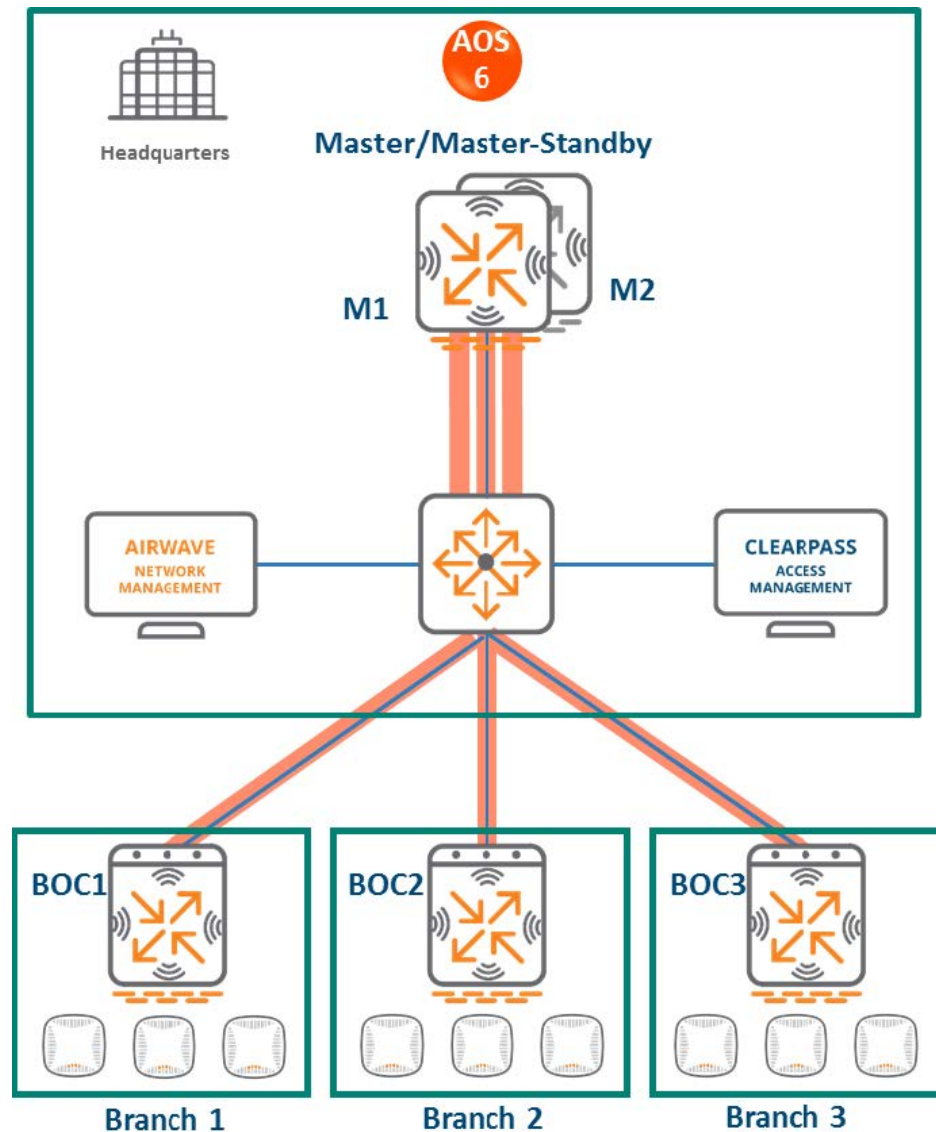 AOS
6
Headquarters
Master/Master-Standby
M1
M2
AIRWAVE
NETWORK
MANAGEMENT
CLEARPASS
ACCESS
MANAGEMENT
BOC1
BOC2
BOC3
Branch 1
Branch 2
Branch 3